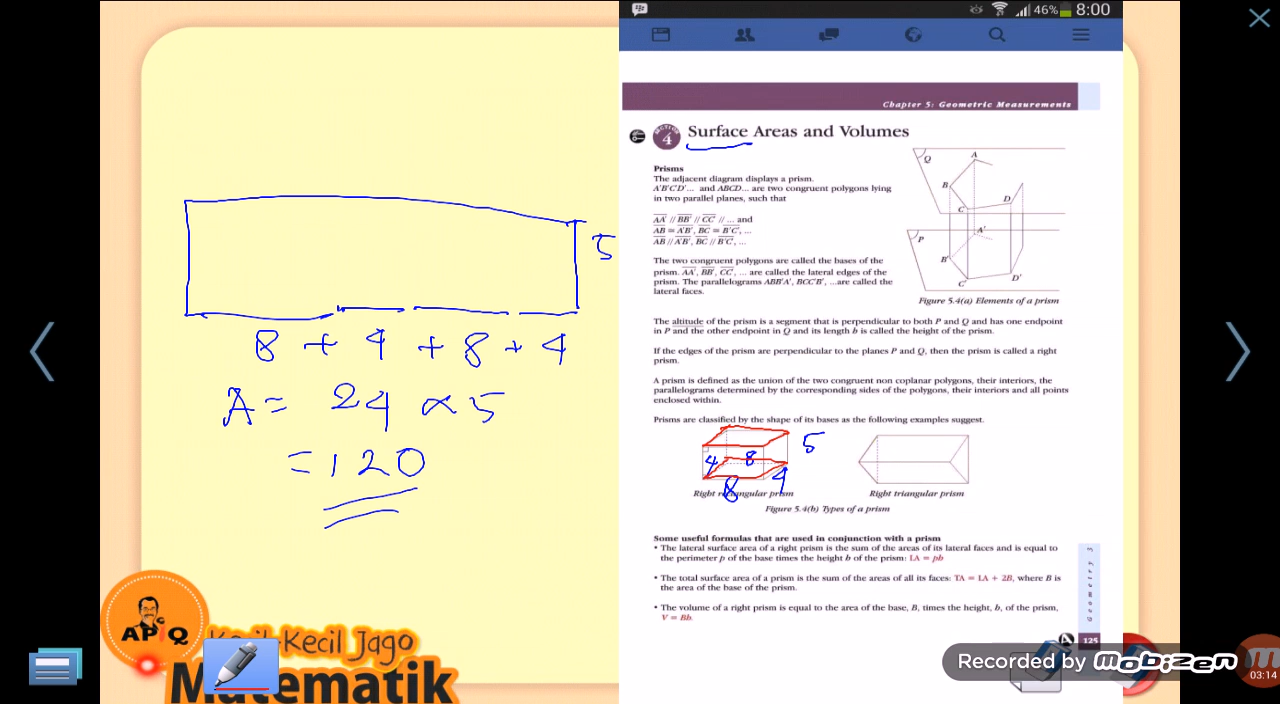 46% 8:00
Chapter 5: Geometric Measurements
SECTION
4
Surface Areas and Volumes
Prisms
The adjacent diagram displays a prism.
A'B'C'D'... and ABCD... are two congruent polygons lying
in two parallel planes, such that
AA' // BB' // CC' // ... and
AB = A'B', BC = B'C', ...
AB // A'B', BC // B'C', ...
The two congruent polygons are called the bases of the
prism. AA', BB', CC', ... are called the lateral edges of the
prism. The parallelograms ABB'A', BCC'B', ...are called the
lateral faces.
Q
A
B
C
D
P
A'
B'
C'
D'
Figure 5.4(a) Elements of a prism
The altitude of the prism is a segment that is perpendicular to both P and Q and has one endpoint
in P and the other endpoint in Q and its length h is called the height of the prism.
If the edges of the prism are perpendicular to the planes P and Q, then the prism is called a right
prism.
A prism is defined as the union of the two congruent non coplanar polygons, their interiors, the
parallelograms determined by the corresponding sides of the polygons, their interiors and all points
enclosed within.
Prisms are classified by the shape of its bases as the following examples suggest.
5
4 8
8 4
Right rectangular prism
Right triangular prism
Figure 5.4(b) Types of a prism
Some useful formulas that are used in conjunction with a prism
• The lateral surface area of a right prism is the sum of the areas of its lateral faces and is equal to
the perimeter p of the base times the height h of the prism: LA = ph
• The total surface area of a prism is the sum of the areas of all its faces: TA = LA + 2B, where B is
the area of the base of the prism.
• The volume of a right prism is equal to the area of the base, B, times the height, h, of the prism,
V = Bh.
Geometry 3
125
5
8 + 4 + 8 + 4
A = 24 × 5
= 120
APIQ
Kecil-Kecil Jago
Matematik
Recorded by Mobizen
03:14